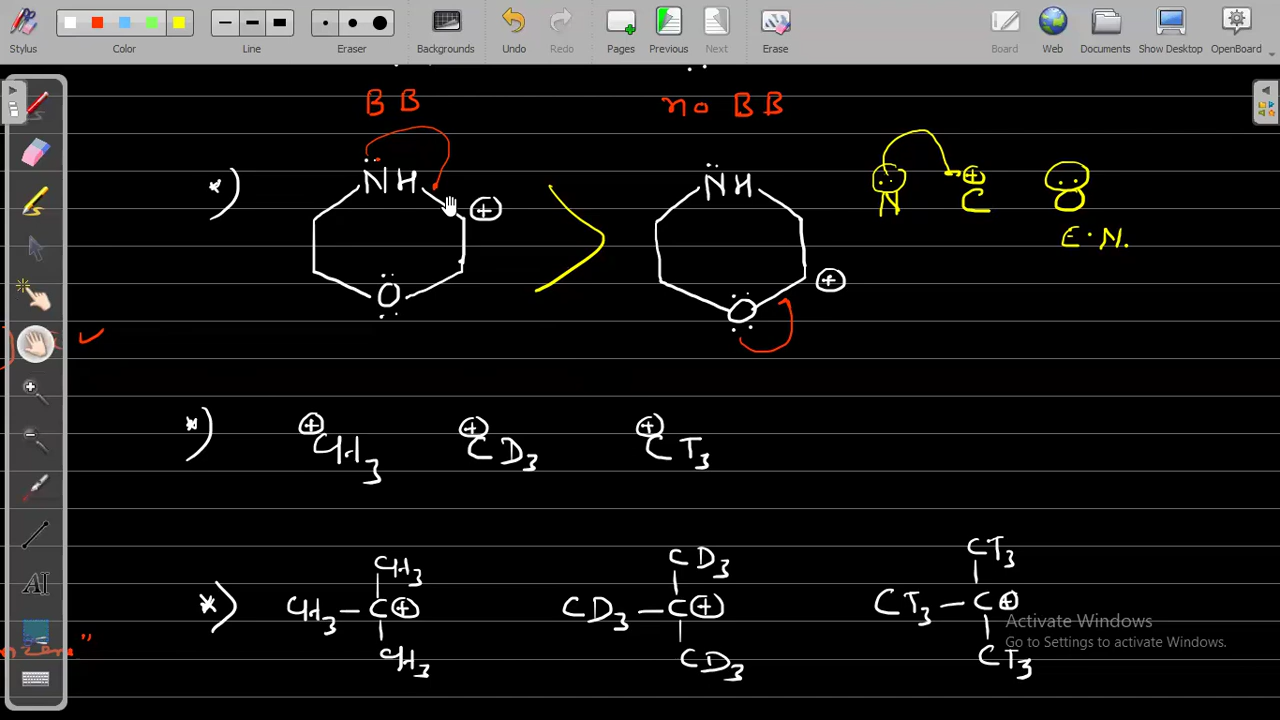 Stylus Color Line Eraser Backgrounds Undo Redo Pages Previous Next Erase Board Web Documents Show Desktop OpenBoard
BB no BB
*) NH ⊕ > NH ⊕ N ⊕ C O
O O E.N.
*) ⊕CH3 ⊕CD3 ⊕CT3
CH3 CD3 CT3
*) CH3—C⊕ CD3—C⊕ CT3—C⊕
CH3 CD3 CT3
Activate Windows
Go to Settings to activate Windows.